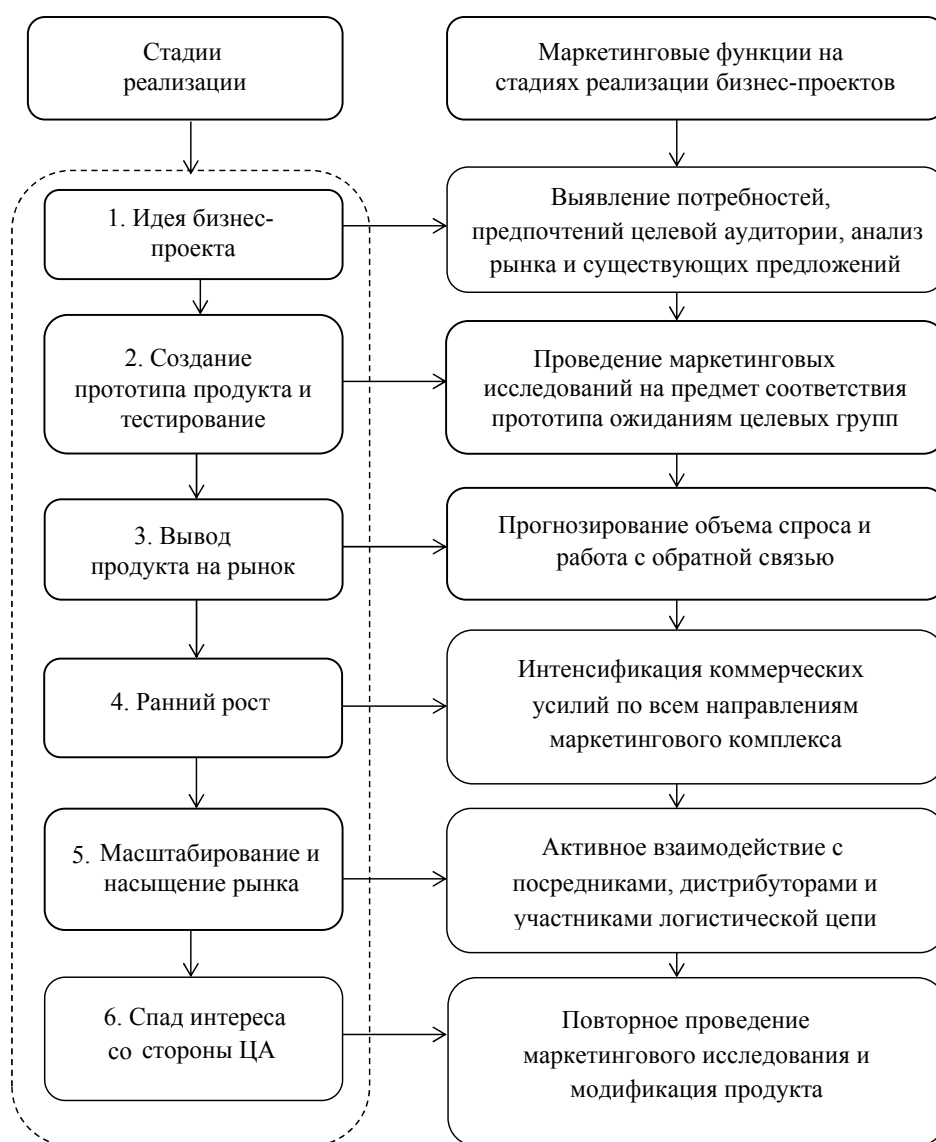 Стадии
реализации
Маркетинговые функции на
стадиях реализации бизнес-проектов
1. Идея бизнес-
проекта
Выявление потребностей,
предпочтений целевой аудитории, анализ
рынка и существующих предложений
2. Создание
прототипа продукта и
тестирование
Проведение маркетинговых
исследований на предмет соответствия
прототипа ожиданиям целевых групп
3. Вывод
продукта на рынок
Прогнозирование объема спроса и
работа с обратной связью
4. Ранний рост
Интенсификация коммерческих
усилий по всем направлениям
маркетингового комплекса
5. Масштабирование и
насыщение рынка
Активное взаимодействие с
посредниками, дистрибуторами и
участниками логистической цепи
6. Спад интереса
со стороны ЦА
Повторное проведение
маркетингового исследования и
модификация продукта